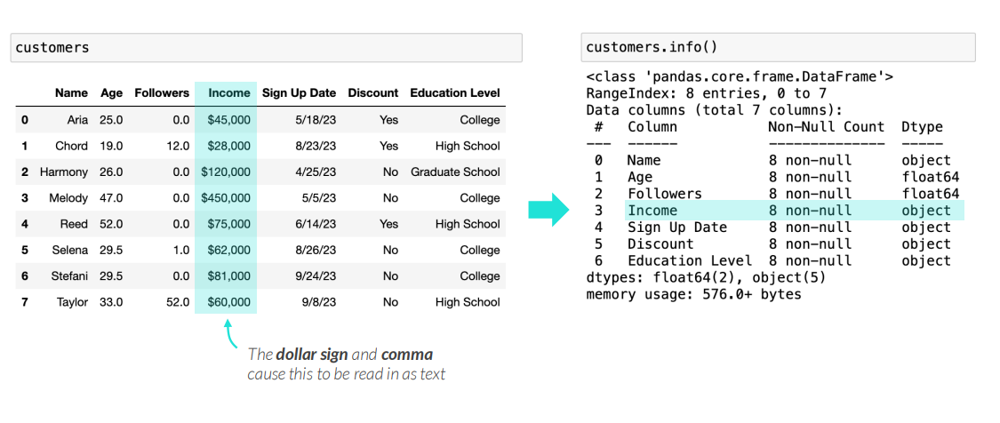 customers
Name Age Followers Income Sign Up Date Discount Education Level
0 Aria 25.0 0.0 $45,000 5/18/23 Yes College
1 Chord 19.0 12.0 $28,000 8/23/23 Yes High School
2 Harmony 26.0 0.0 $120,000 4/25/23 No Graduate School
3 Melody 47.0 0.0 $450,000 5/5/23 No College
4 Reed 52.0 0.0 $75,000 6/14/23 Yes High School
5 Selena 29.5 1.0 $62,000 8/26/23 No College
6 Stefani 29.5 0.0 $81,000 9/24/23 No College
7 Taylor 33.0 52.0 $60,000 9/8/23 No High School
The dollar sign and comma
cause this to be read in as text
customers.info()
<class 'pandas.core.frame.DataFrame'>
RangeIndex: 8 entries, 0 to 7
Data columns (total 7 columns):
# Column Non-Null Count Dtype
--- ------ -------------- -----
0 Name 8 non-null object
1 Age 8 non-null float64
2 Followers 8 non-null float64
3 Income 8 non-null object
4 Sign Up Date 8 non-null object
5 Discount 8 non-null object
6 Education Level 8 non-null object
dtypes: float64(2), object(5)
memory usage: 576.0+ bytes